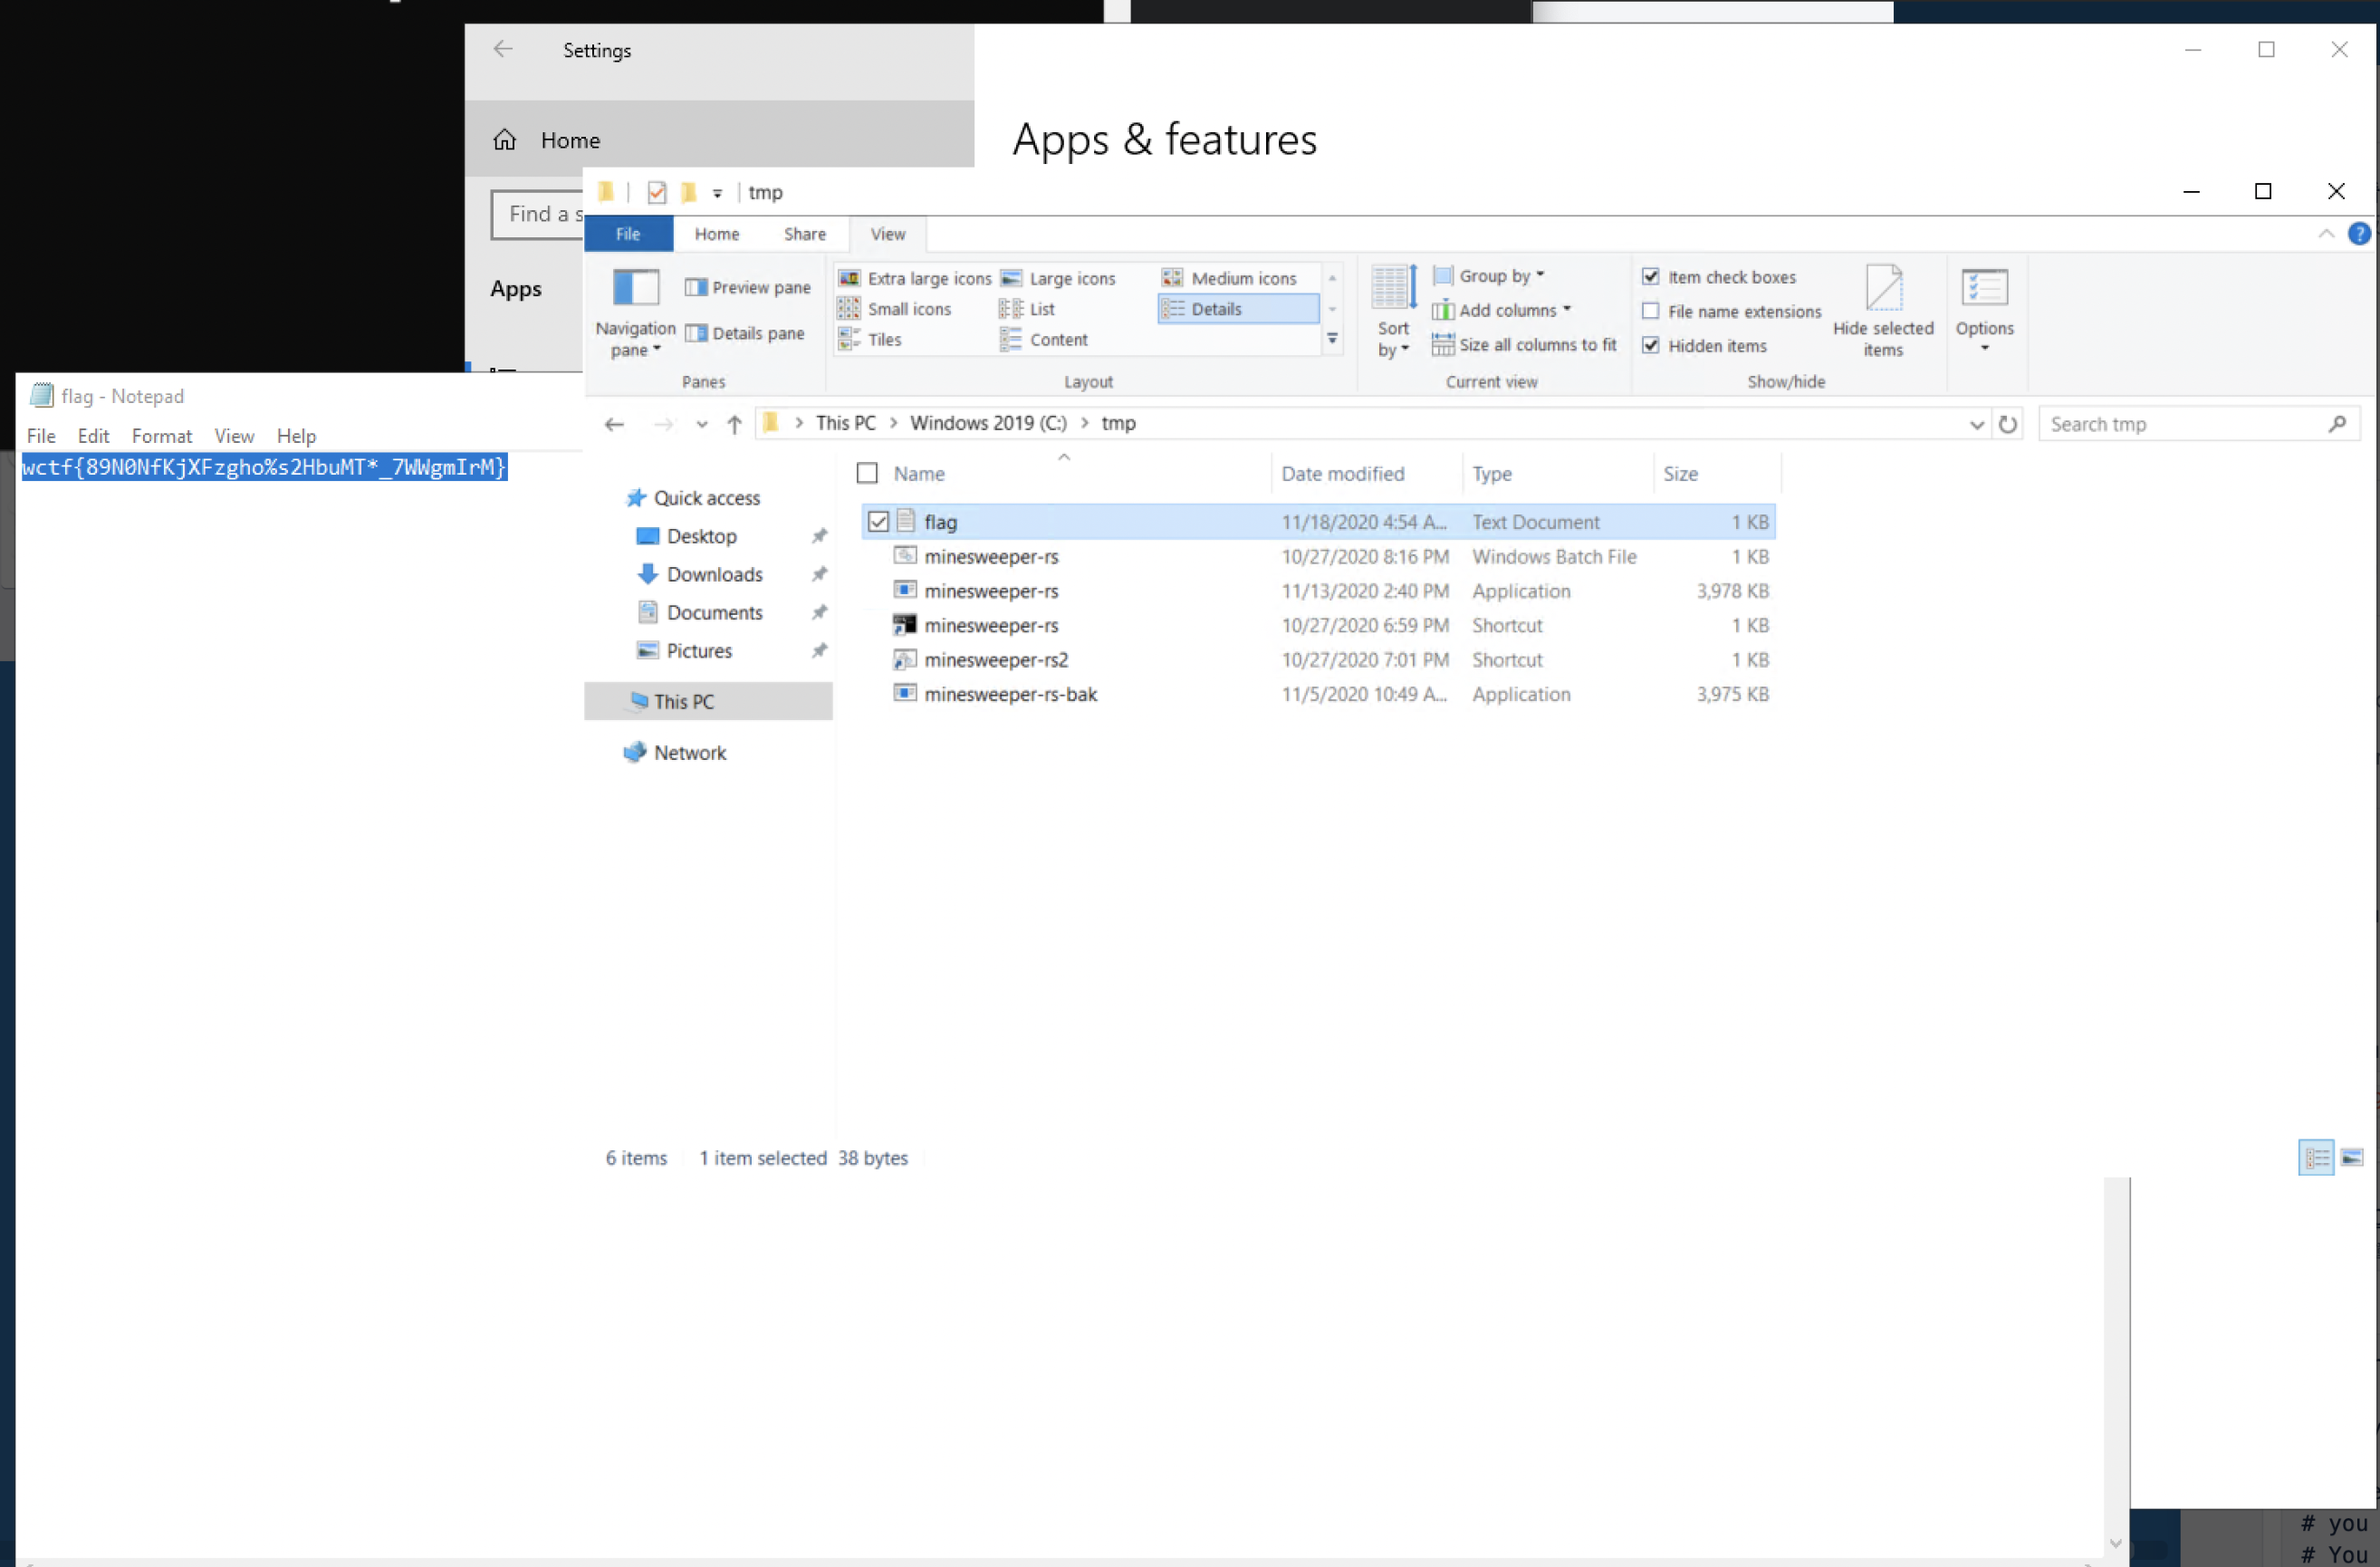 Settings
Home
Apps & features
Find a s
Apps
tmp
File Home Share View
Navigation pane
Preview pane
Details pane
Panes
Extra large icons Large icons Medium icons
Small icons List Details
Tiles Content
Layout
Sort by
Group by
Add columns
Size all columns to fit
Current view
Item check boxes
File name extensions
Hidden items
Hide selected items
Show/hide
Options
This PC > Windows 2019 (C:) > tmp
Search tmp
flag - Notepad
File Edit Format View Help
wctf{89N0NfKjXFzgho%s2HbuMT*_7WWgmIrM}
Quick access
Desktop
Downloads
Documents
Pictures
This PC
Network
Name Date modified Type Size
flag 11/18/2020 4:54 A... Text Document 1 KB
minesweeper-rs 10/27/2020 8:16 PM Windows Batch File 1 KB
minesweeper-rs 11/13/2020 2:40 PM Application 3,978 KB
minesweeper-rs 10/27/2020 6:59 PM Shortcut 1 KB
minesweeper-rs2 10/27/2020 7:01 PM Shortcut 1 KB
minesweeper-rs-bak 11/5/2020 10:49 A... Application 3,975 KB
6 items 1 item selected 38 bytes
# you
# You